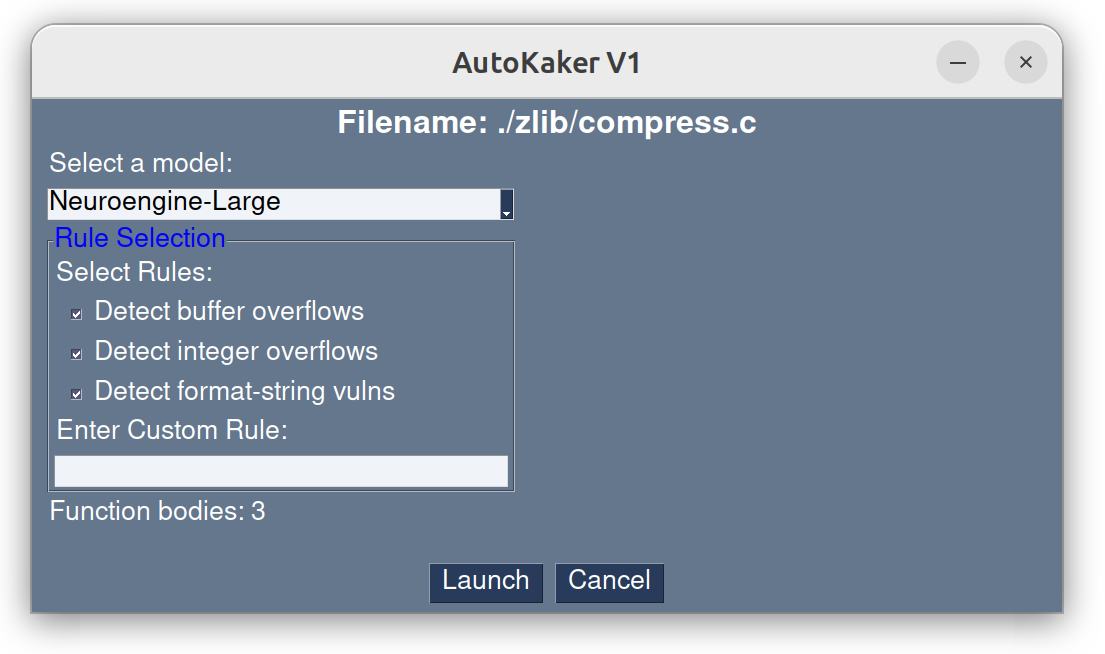 AutoKaker V1
Filename: ./zlib/compress.c
Select a model:
Neuroengine-Large
Rule Selection
Select Rules:
Detect buffer overflows
Detect integer overflows
Detect format-string vulns
Enter Custom Rule:
Function bodies: 3
Launch Cancel